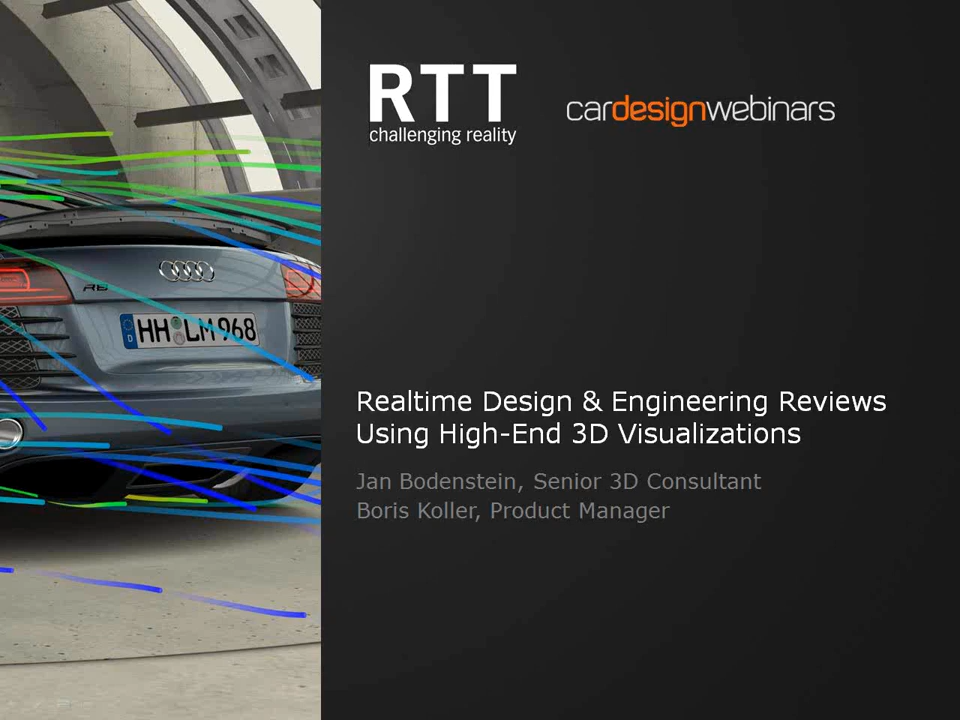 RTT
challenging reality
cardesignwebinars
R8
HH LM 968
D
Realtime Design & Engineering Reviews
Using High-End 3D Visualizations
Jan Bodenstein, Senior 3D Consultant
Boris Koller, Product Manager